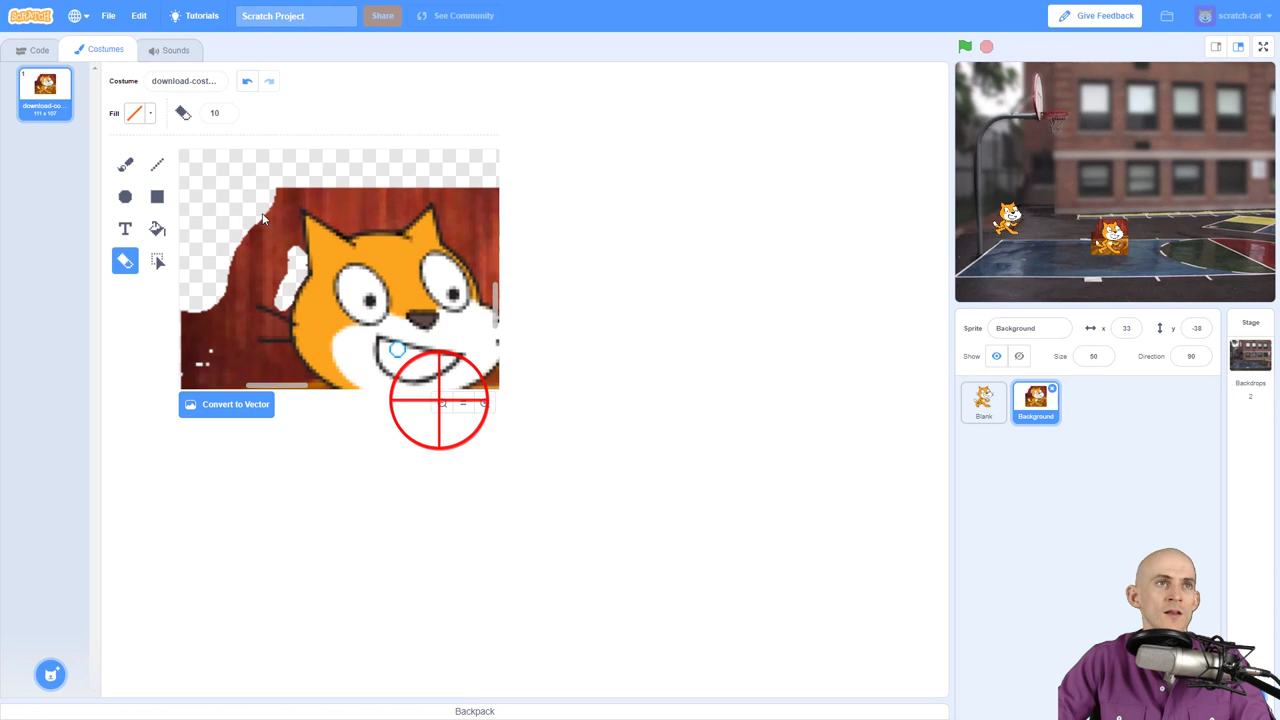 SCRATCH File Edit Tutorials Scratch Project Share See Community Give Feedback scratch-cat
Code Costumes Sounds
1
download-co...
111 x 107
Costume download-cost...
Fill 10
T
Convert to Vector
Sprite Background x 33 y -38
Show Size 50 Direction 90
Blank
Background
Stage
Backdrops
2
Backpack